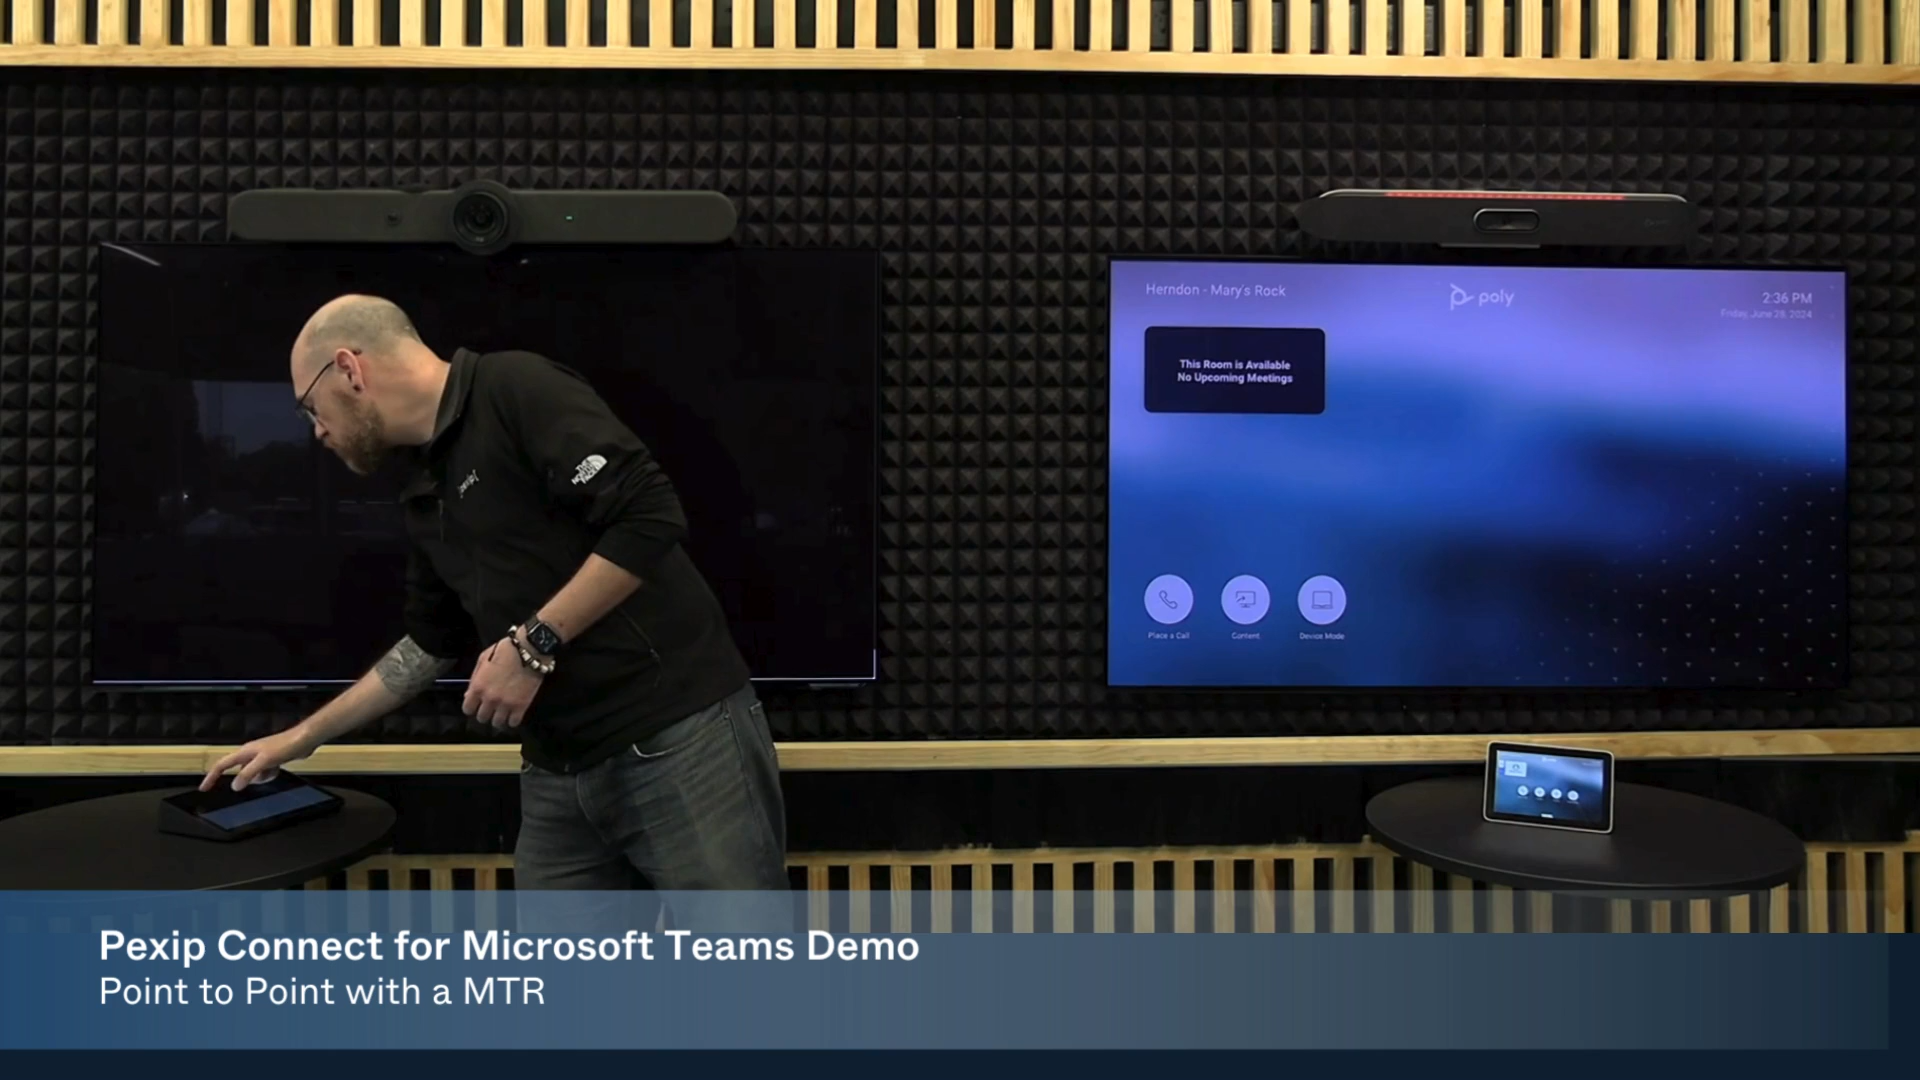 Herndon - Mary's Rock
poly
2:36 PM
Friday, June 28, 2024
This Room is Available
No Upcoming Meetings
THE
NORTH
FACE
Place a Call
Content
Device Mode
Pexip Connect for Microsoft Teams Demo
Point to Point with a MTR